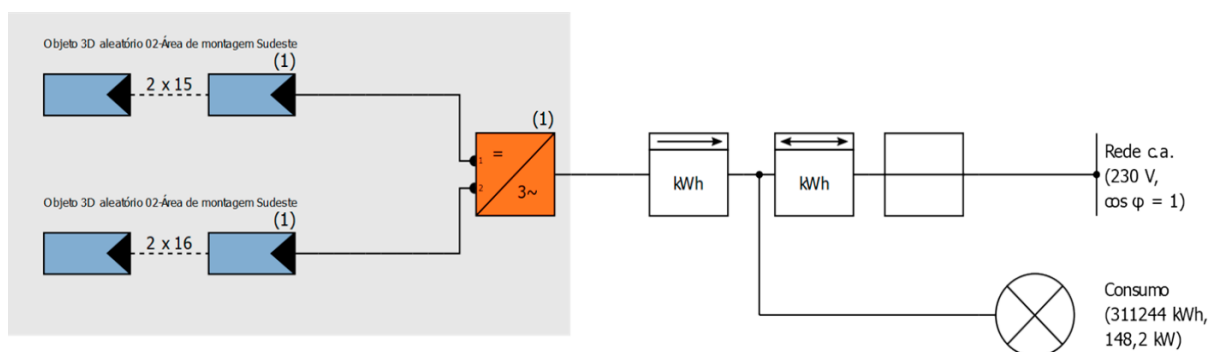 Objeto 3D aleatório 02-Área de montagem Sudeste
(1)
2 x 15
(1)
1
=
2
3~
Objeto 3D aleatório 02-Área de montagem Sudeste
(1)
2 x 16
kWh
kWh
Rede c.a.
(230 V,
cos φ = 1)
Consumo
(311244 kWh,
148,2 kW)